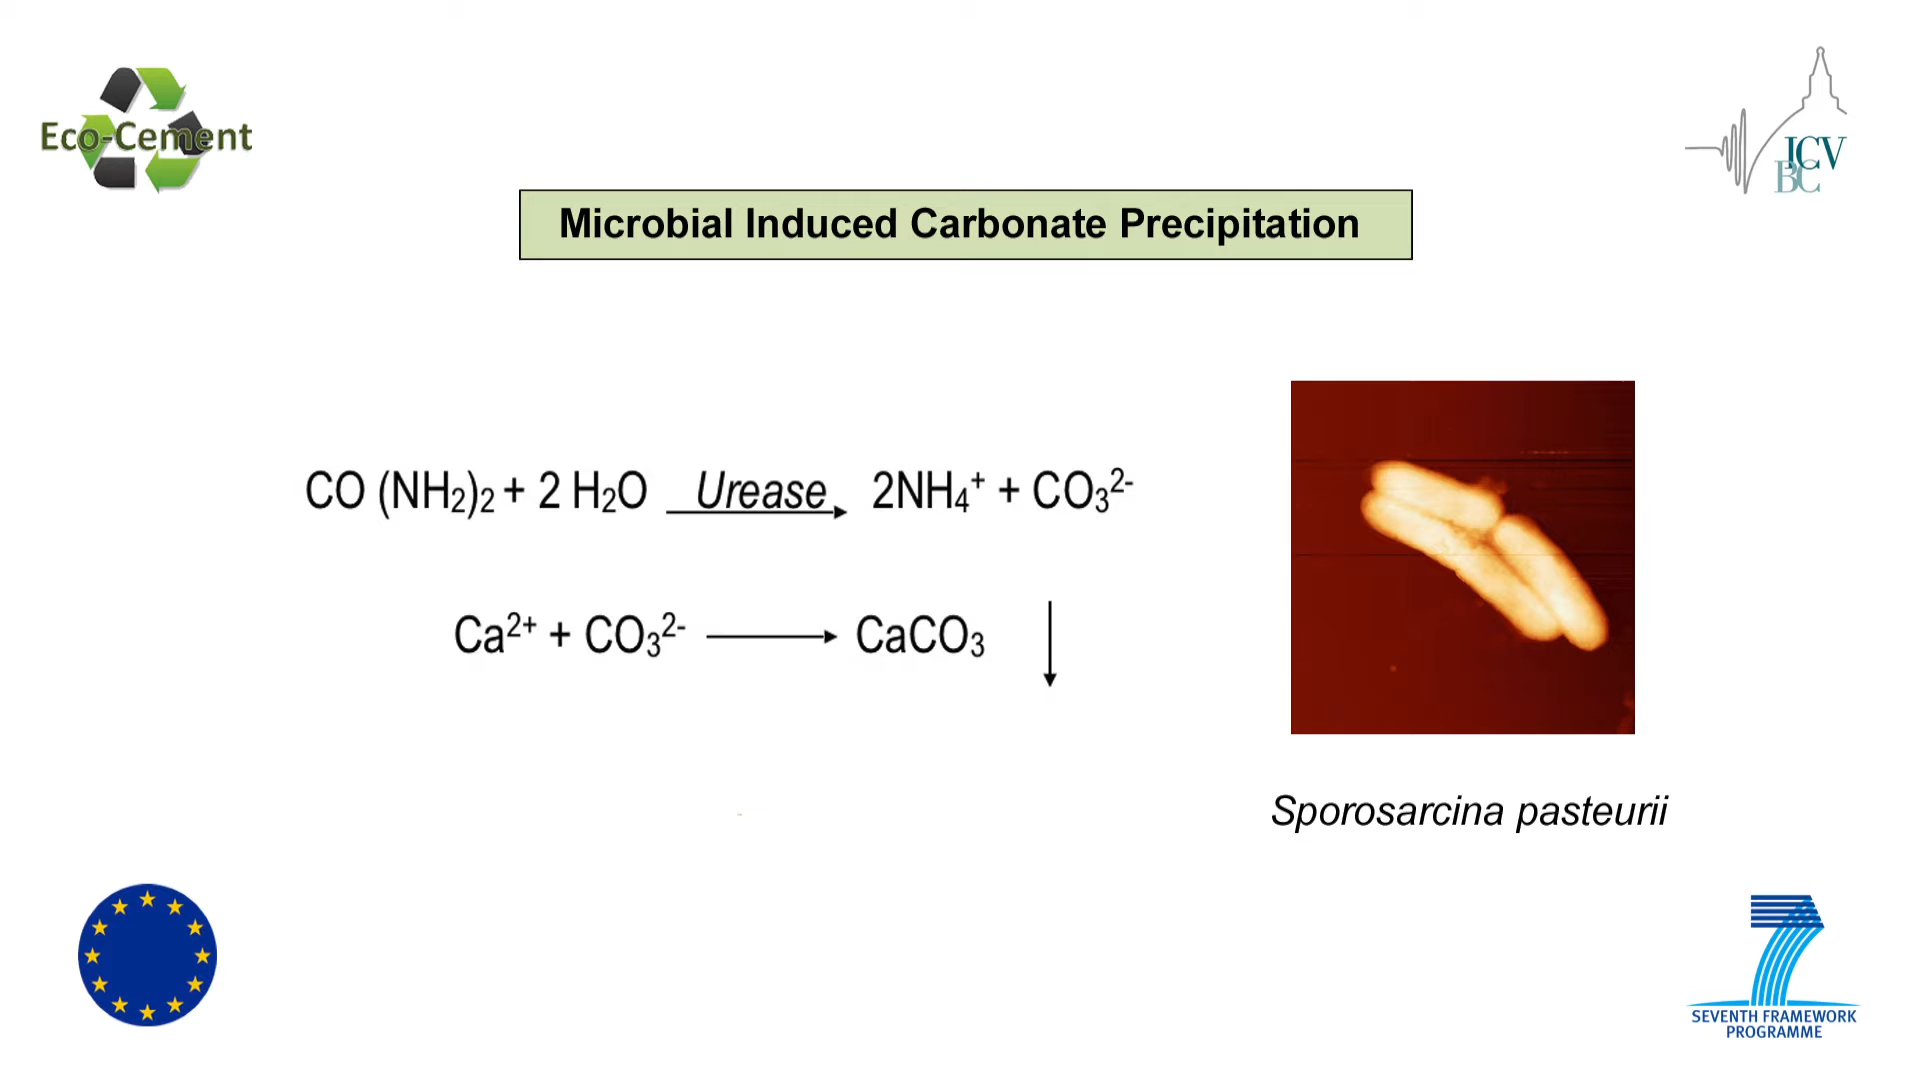 Eco-Cement
ICV
BC
Microbial Induced Carbonate Precipitation
CO (NH₂)₂ + 2 H₂O Urease 2NH₄⁺ + CO₃²⁻
Ca²⁺ + CO₃²⁻ → CaCO₃ ↓
Sporosarcina pasteurii
7
SEVENTH FRAMEWORK
PROGRAMME